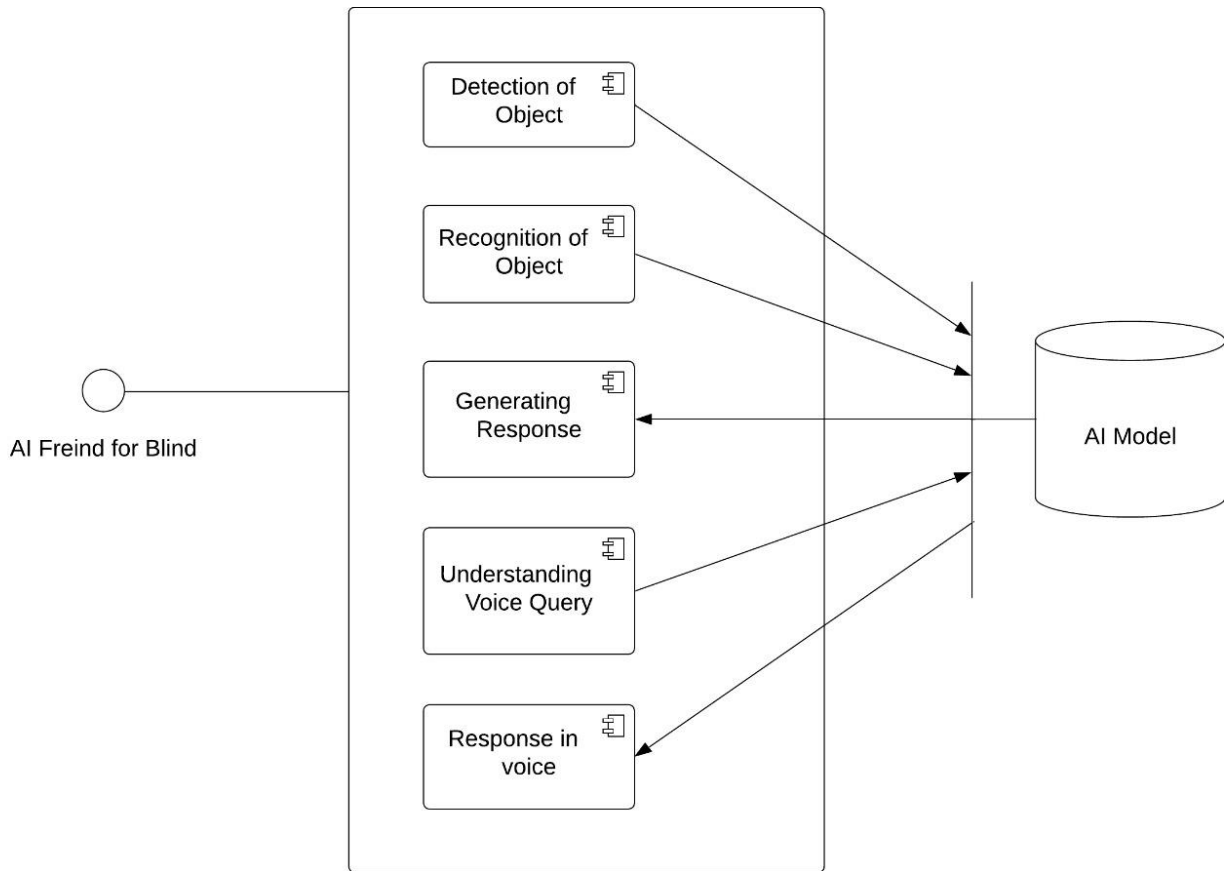 Detection of
Object
Recognition of
Object
Generating
Response
AI Freind for Blind
AI Model
Understanding
Voice Query
Response in
voice